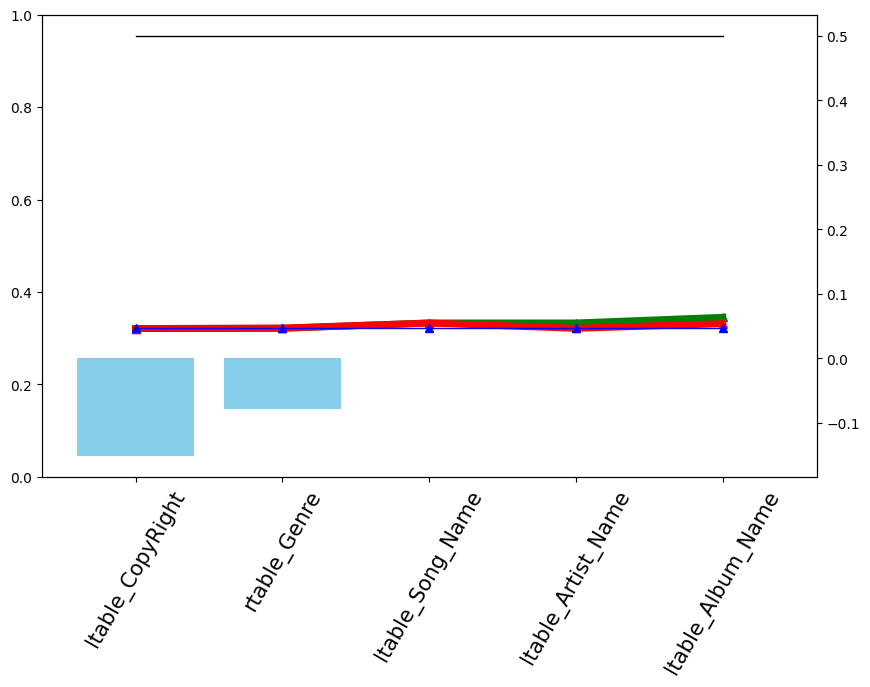 1.0
0.8
0.6
0.4
0.2
0.0
0.5
0.4
0.3
0.2
0.1
0.0
−0.1
ltable_CopyRight
rtable_Genre
ltable_Song_Name
ltable_Artist_Name
ltable_Album_Name